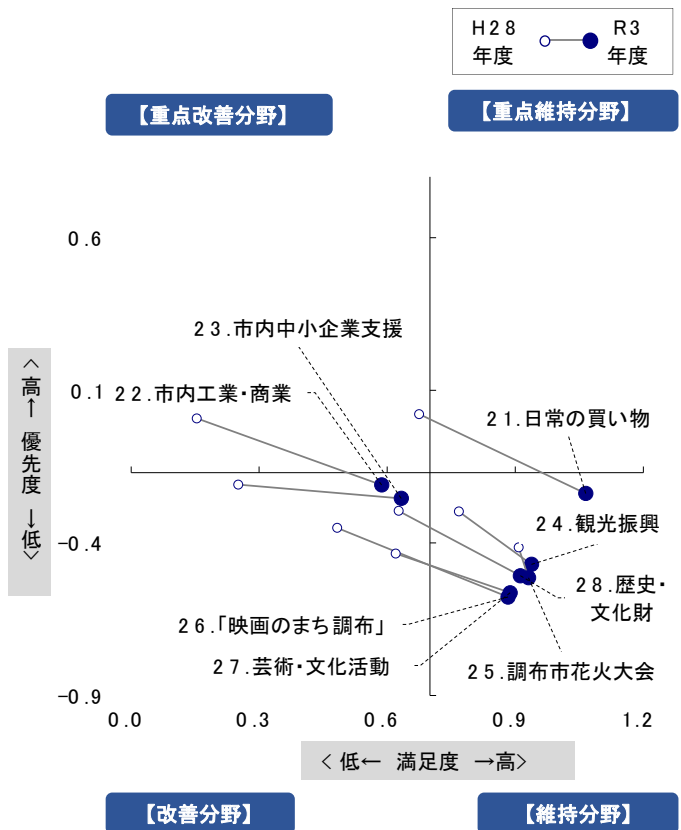 H28
年度
R3
年度
【重点改善分野】
【重点維持分野】
0.6
23.市内中小企業支援
0.1
22.市内工業・商業
21.日常の買い物
<高↑ 優先度 ↓低>
24.観光振興
−0.4
28.歴史・
文化財
26.「映画のまち調布」
27.芸術・文化活動
25.調布市花火大会
−0.9
0.0
0.3
0.6
0.9
1.2
<低← 満足度 →高>
【改善分野】
【維持分野】